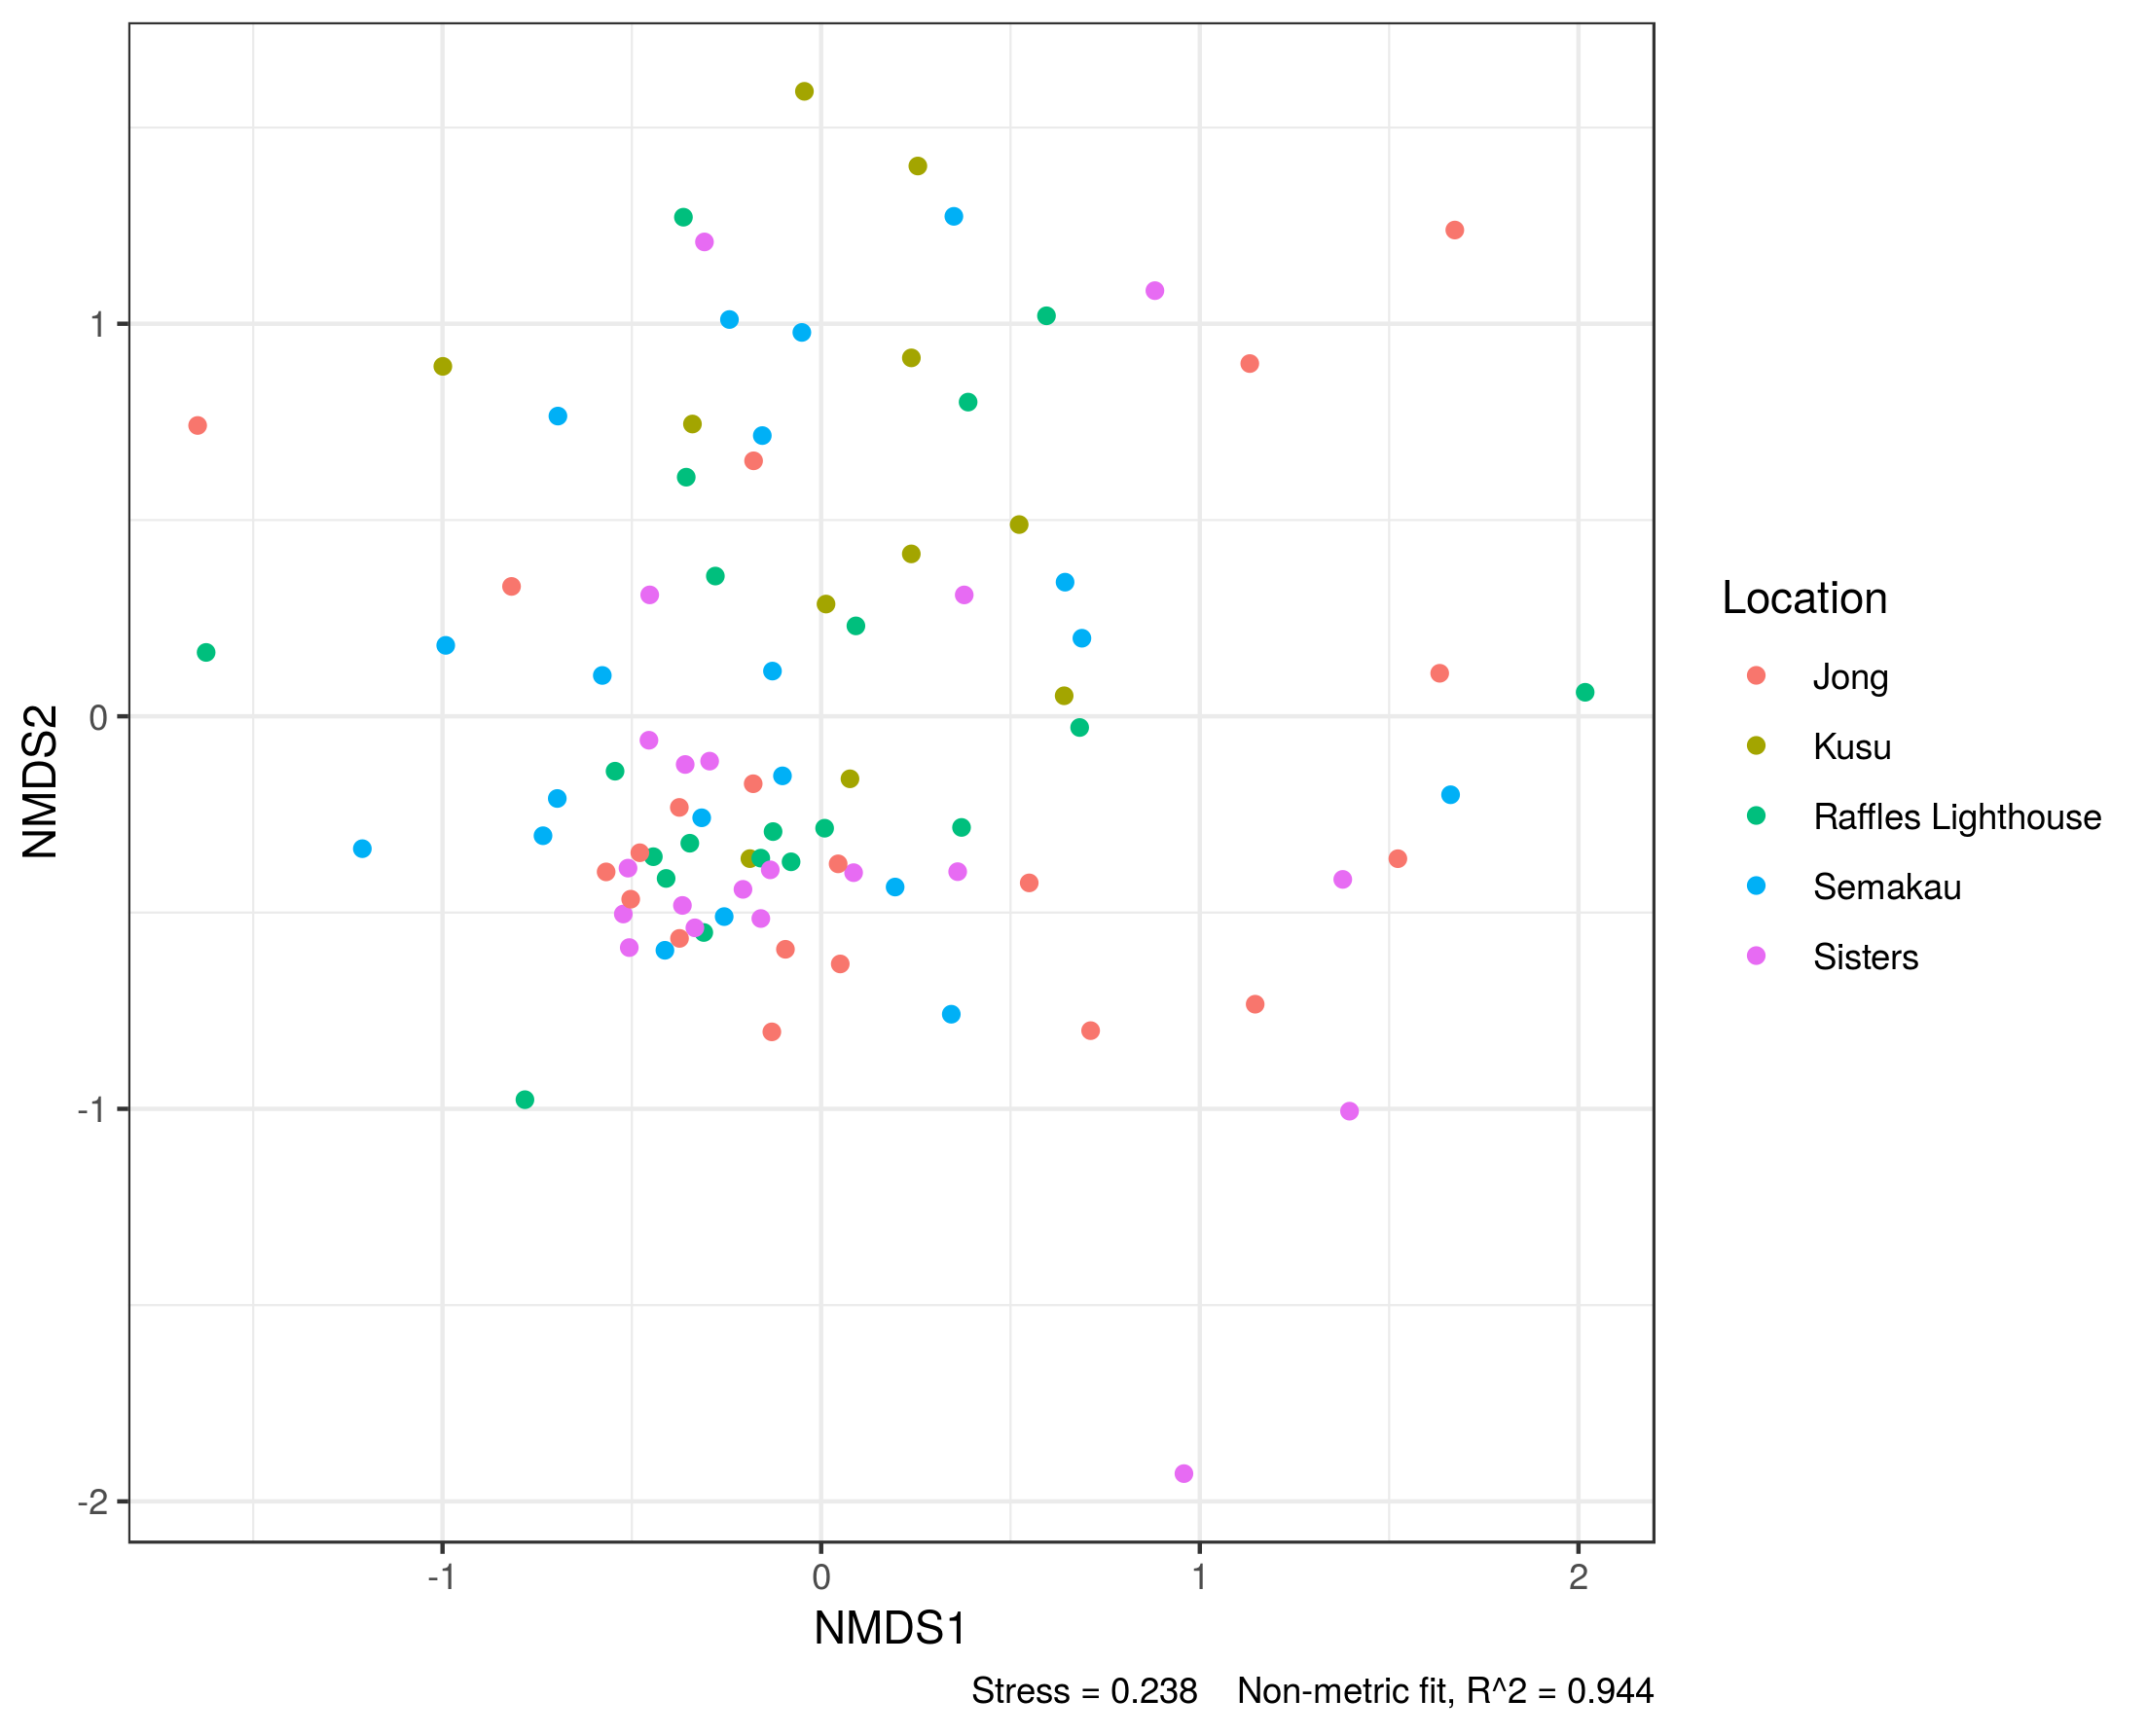 1
0
-1
-2
NMDS2
-1
0
1
2
NMDS1
Stress = 0.238 Non-metric fit, R^2 = 0.944
Location
Jong
Kusu
Raffles Lighthouse
Semakau
Sisters